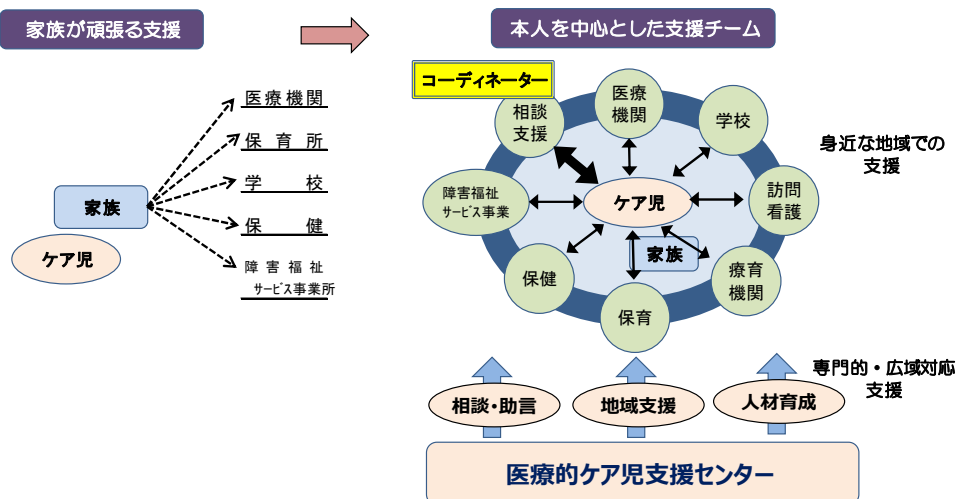 家族が頑張る支援
本人を中心とした支援チーム
医療機関
保育所
学校
保健
障害福祉
サービス事業所
家族
ケア児
コーディネーター
相談
支援
医療
機関
学校
身近な地域での
支援
障害福祉
サービス事業
ケア児
訪問
看護
家族
保健
保育
療育
機関
専門的・広域対応
支援
相談・助言
地域支援
人材育成
医療的ケア児支援センター